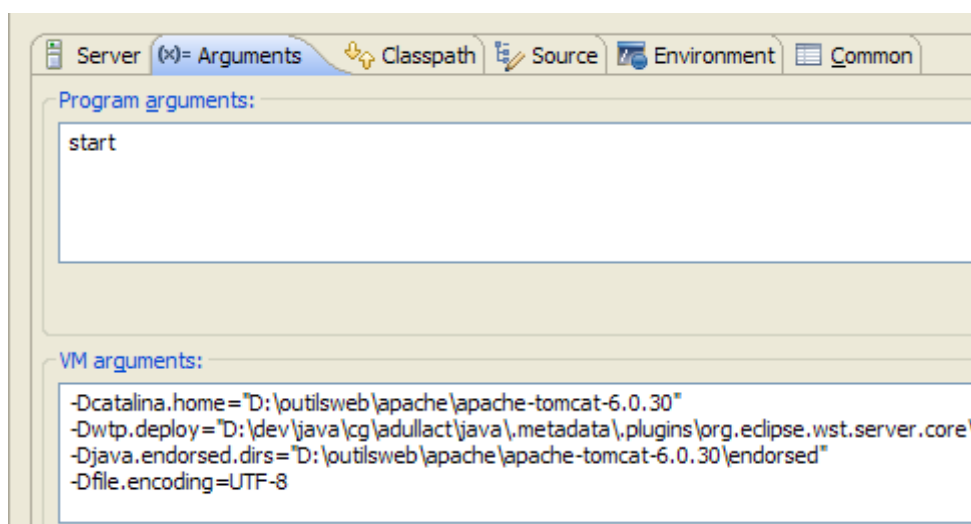 Server (x)= Arguments Classpath Source Environment Common
Program arguments:
start
VM arguments:
-Dcatalina.home="D:\outilsweb\apache\apache-tomcat-6.0.30"
-Dwtp.deploy="D:\dev\java\cg\adullact\java\.metadata\.plugins\org.eclipse.wst.server.core\
-Djava.endorsed.dirs="D:\outilsweb\apache\apache-tomcat-6.0.30\endorsed"
-Dfile.encoding=UTF-8